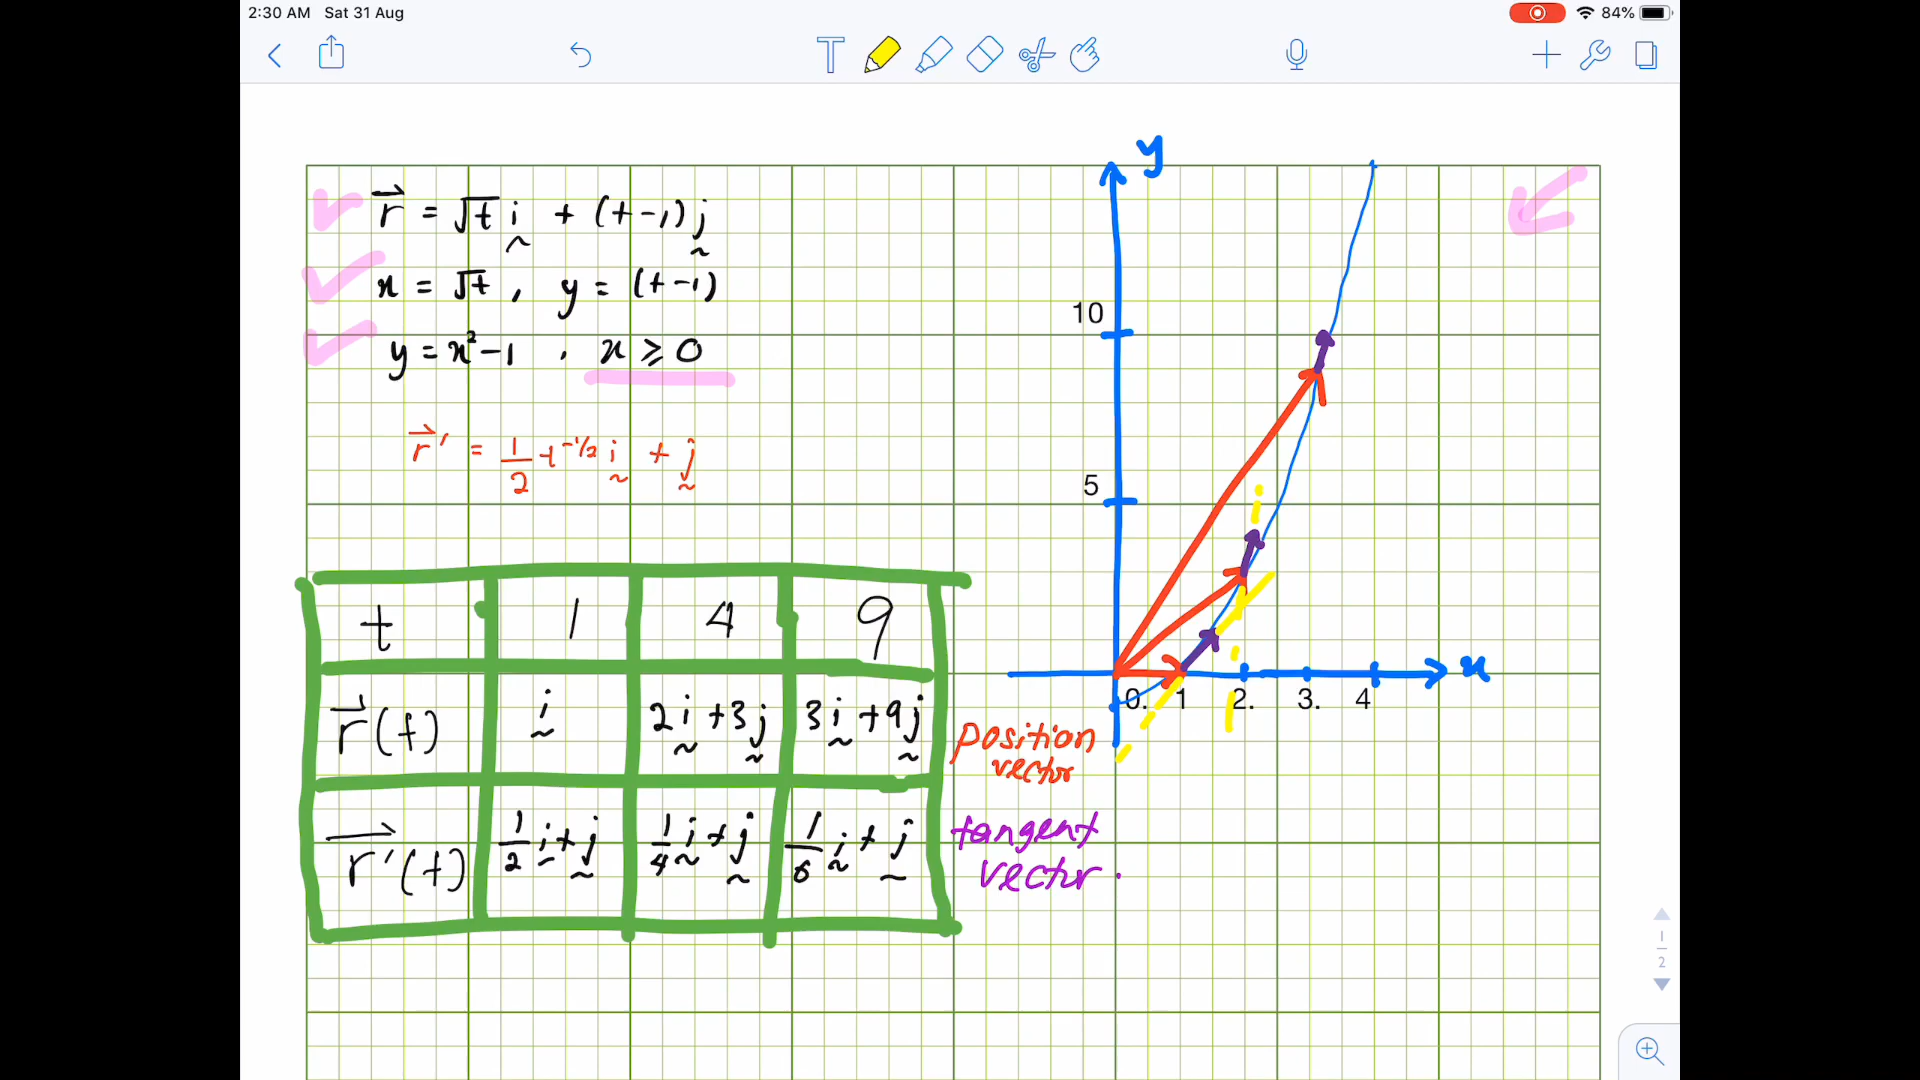 2:30 AM Sat 31 Aug
84%
T
r⃗ = √t i + (t-1) j
x = √t , y = (t-1)
y = x² - 1 , x ⩾ 0
r⃗ ' = 1/2 t^-1/2 i + j
t 1 4 9
r⃗ (t) i 2i + 3j 3i + 9j
position vector
r⃗ '(t) 1/2 i + j 1/4 i + j 1/6 i + j
tangent vector
y
10
5
0. 1 2. 3. 4
x
1
2